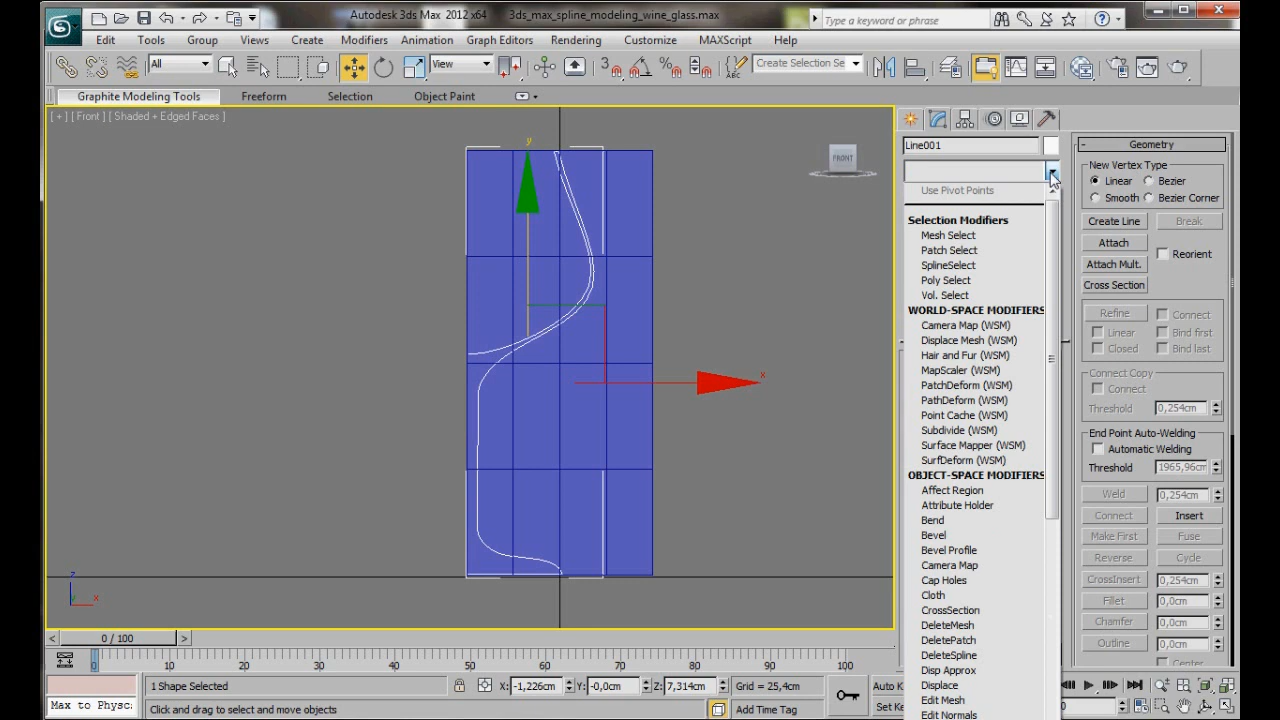 Autodesk 3ds Max 2012 x64 3ds_max_spline_modeling_wine_glass.max
Type a keyword or phrase
Edit Tools Group Views Create Modifiers Animation Graph Editors Rendering Customize MAXScript Help
All View 3 Create Selection Se
Graphite Modeling Tools Freeform Selection Object Paint
[ + ] [ Front ] [ Shaded + Edged Faces ]
FRONT
y
x
z
x
Line001
Use Pivot Points
Selection Modifiers
Mesh Select
Patch Select
SplineSelect
Poly Select
Vol. Select
WORLD-SPACE MODIFIERS
Camera Map (WSM)
Displace Mesh (WSM)
Hair and Fur (WSM)
MapScaler (WSM)
PatchDeform (WSM)
PathDeform (WSM)
Point Cache (WSM)
Subdivide (WSM)
Surface Mapper (WSM)
SurfDeform (WSM)
OBJECT-SPACE MODIFIERS
Affect Region
Attribute Holder
Bend
Bevel
Bevel Profile
Camera Map
Cap Holes
Cloth
CrossSection
DeleteMesh
DeletePatch
DeleteSpline
Disp Approx
Displace
Edit Mesh
Edit Normals
- Geometry
New Vertex Type
Linear Bezier
Smooth Bezier Corner
Create Line Break
Attach
Reorient
Attach Mult.
Cross Section
Refine Connect
Linear Bind first
Closed Bind last
Connect Copy
Connect
Threshold 0,254cm
End Point Auto-Welding
Automatic Welding
Threshold 1965,96cm
Weld 0,254cm
Connect Insert
Make First Fuse
Reverse Cycle
CrossInsert 0,254cm
Fillet 0,0cm
Chamfer 0,0cm
Outline 0,0cm
Center
< 0 / 100 >
0 10 20 30 40 50 60 70 80 90 100
1 Shape Selected X: -1,226cm Y: -0,0cm Z: 7,314cm Grid = 25,4cm Auto K
Max to Physc: Click and drag to select and move objects Add Time Tag Set Ke 0